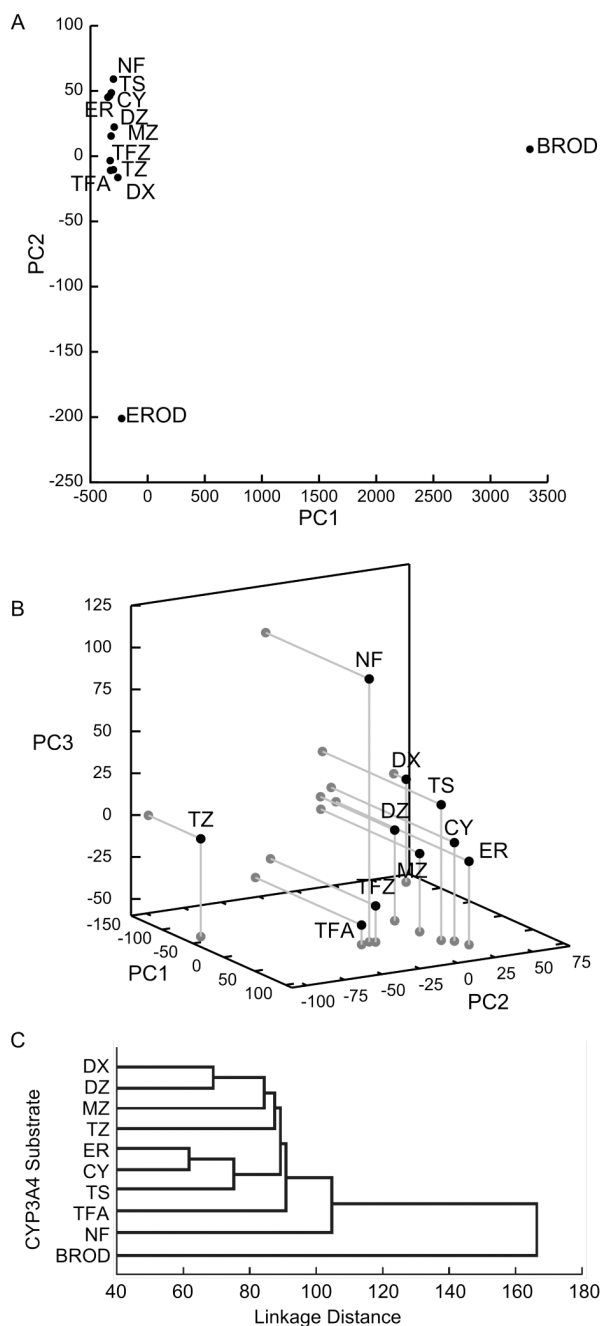 A
100
50
0
-50
-100
-150
-200
-250
PC2
NF
TS
CY
ER
DZ
MZ
TFZ
TZ
TFA
DX
BROD
EROD
-500 0 500 1000 1500 2000 2500 3000 3500
PC1
B
125
100
75
50
25
0
-25
-50
PC3
NF
DX
TS
TZ
DZ
CY
ER
MZ
TFZ
TFA
-150
-100
-50
0
50
100
PC1
-100 -75 -50 -25 0 25 50 75
PC2
C
CYP3A4 Substrate
DX
DZ
MZ
TZ
ER
CY
TS
TFA
NF
BROD
40 60 80 100 120 140 160 180
Linkage Distance